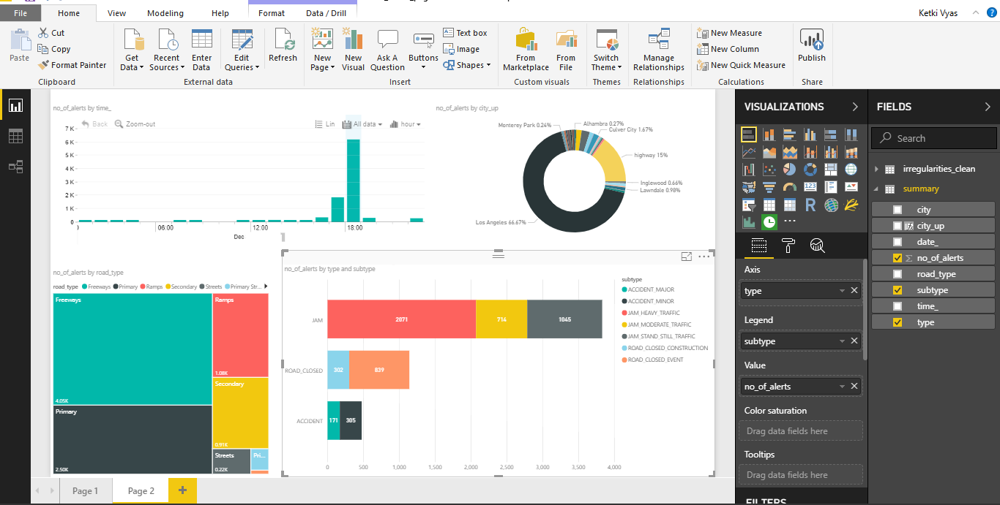 File Home View Modeling Help Format Data / Drill Ketki Vyas ?
Paste
Cut
Copy
Format Painter
Get Data
Recent Sources
Enter Data
Edit Queries
Refresh
New Page
New Visual
Ask A Question
Buttons
Text box
Image
Shapes
From Marketplace
From File
Switch Theme
Manage Relationships
New Measure
New Column
New Quick Measure
Publish
Clipboard External data Insert Custom visuals Themes Relationships Calculations Share
no_of_alerts by time_
Back Zoom-out Lin All data hour
7 K
6 K
5 K
4 K
3 K
2 K
1 K
0
06:00 12:00 18:00
Dec
no_of_alerts by city_up
Monterey Park 0.24%
Alhambra 0.27%
Culver City 1.67%
highway 15%
Inglewood 0.66%
Lawndale 0.98%
Los Angeles 66.67%
no_of_alerts by road_type
road_type Freeways Primary Ramps Secondary Streets Primary Str...
Freeways
4.05K
Primary
2.50K
Ramps
1.08K
Secondary
0.91K
Streets
0.22K
Pri...
no_of_alerts by type and subtype
JAM 2071 714 1045
ROAD_CLOSED 302 839
ACCIDENT 171 305
0 500 1,000 1,500 2,000 2,500 3,000 3,500 4,000
subtype
ACCIDENT_MAJOR
ACCIDENT_MINOR
JAM_HEAVY_TRAFFIC
JAM_MODERATE_TRAFFIC
JAM_STAND_STILL_TRAFFIC
ROAD_CLOSED_CONSTRUCTION
ROAD_CLOSED_EVENT
VISUALIZATIONS
123
R
Axis
type
Legend
subtype
Value
no_of_alerts
Color saturation
Drag data fields here
Tooltips
Drag data fields here
FILTERS
FIELDS
Search
irregularities_clean
summary
city
city_up
date_
Σ no_of_alerts
road_type
subtype
time_
type
Page 1 Page 2 +